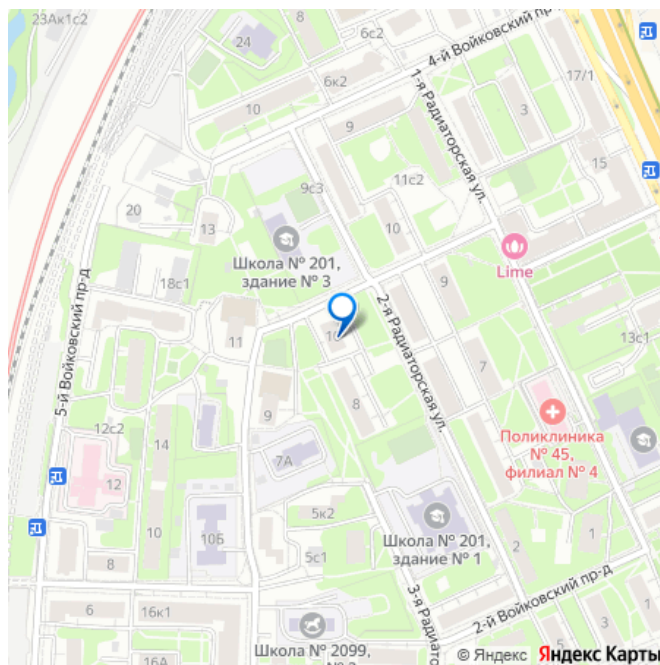 23Ак1с2
24
8
6с2
4-й Войковский пр-д
17/1
6к2
1-я Радиаторская ул.
10
9
3
15
11с2
9с3
20
13
10
Школа № 201,
здание № 3
Lime
18с1
9
5-й Войковский пр-д
11
2-я Радиаторская ул.
13с1
7
9
8
12с2
14
Поликлиника
№ 45,
филиал № 4
7А
12
5к2
10
10Б
Школа № 201,
здание № 1
1
8
5с1
2
2-й Войковский пр-д
3-я Радиаторская ул.
6
16к1
1
Школа № 2099,
16А
© Яндекс Яндекс Карты